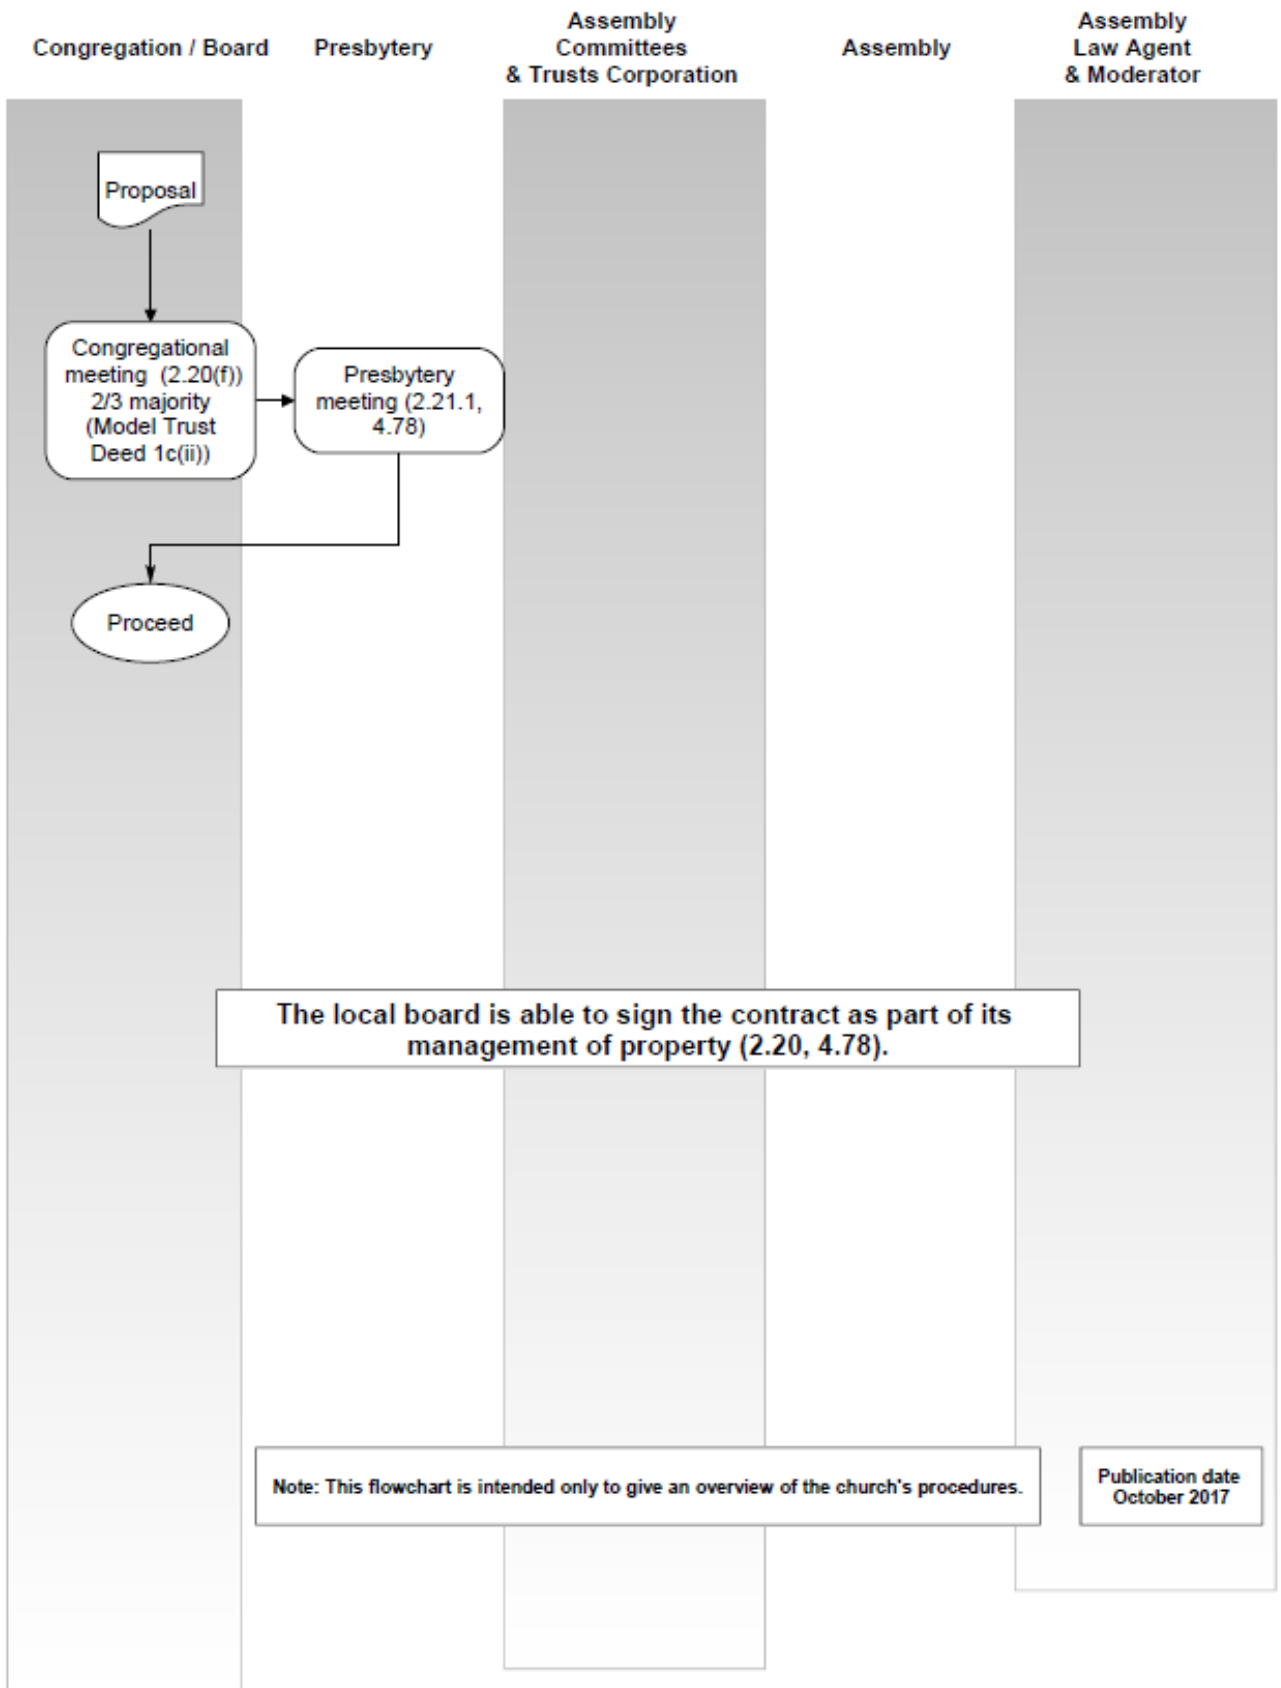 Congregation / Board
Presbytery
Assembly
Committees
& Trusts Corporation
Assembly
Assembly
Law Agent
& Moderator
Proposal
Congregational
meeting (2.20(f))
2/3 majority
(Model Trust
Deed 1c(ii))
Presbytery
meeting (2.21.1,
4.78)
Proceed
The local board is able to sign the contract as part of its
management of property (2.20, 4.78).
Note: This flowchart is intended only to give an overview of the church's procedures.
Publication date
October 2017